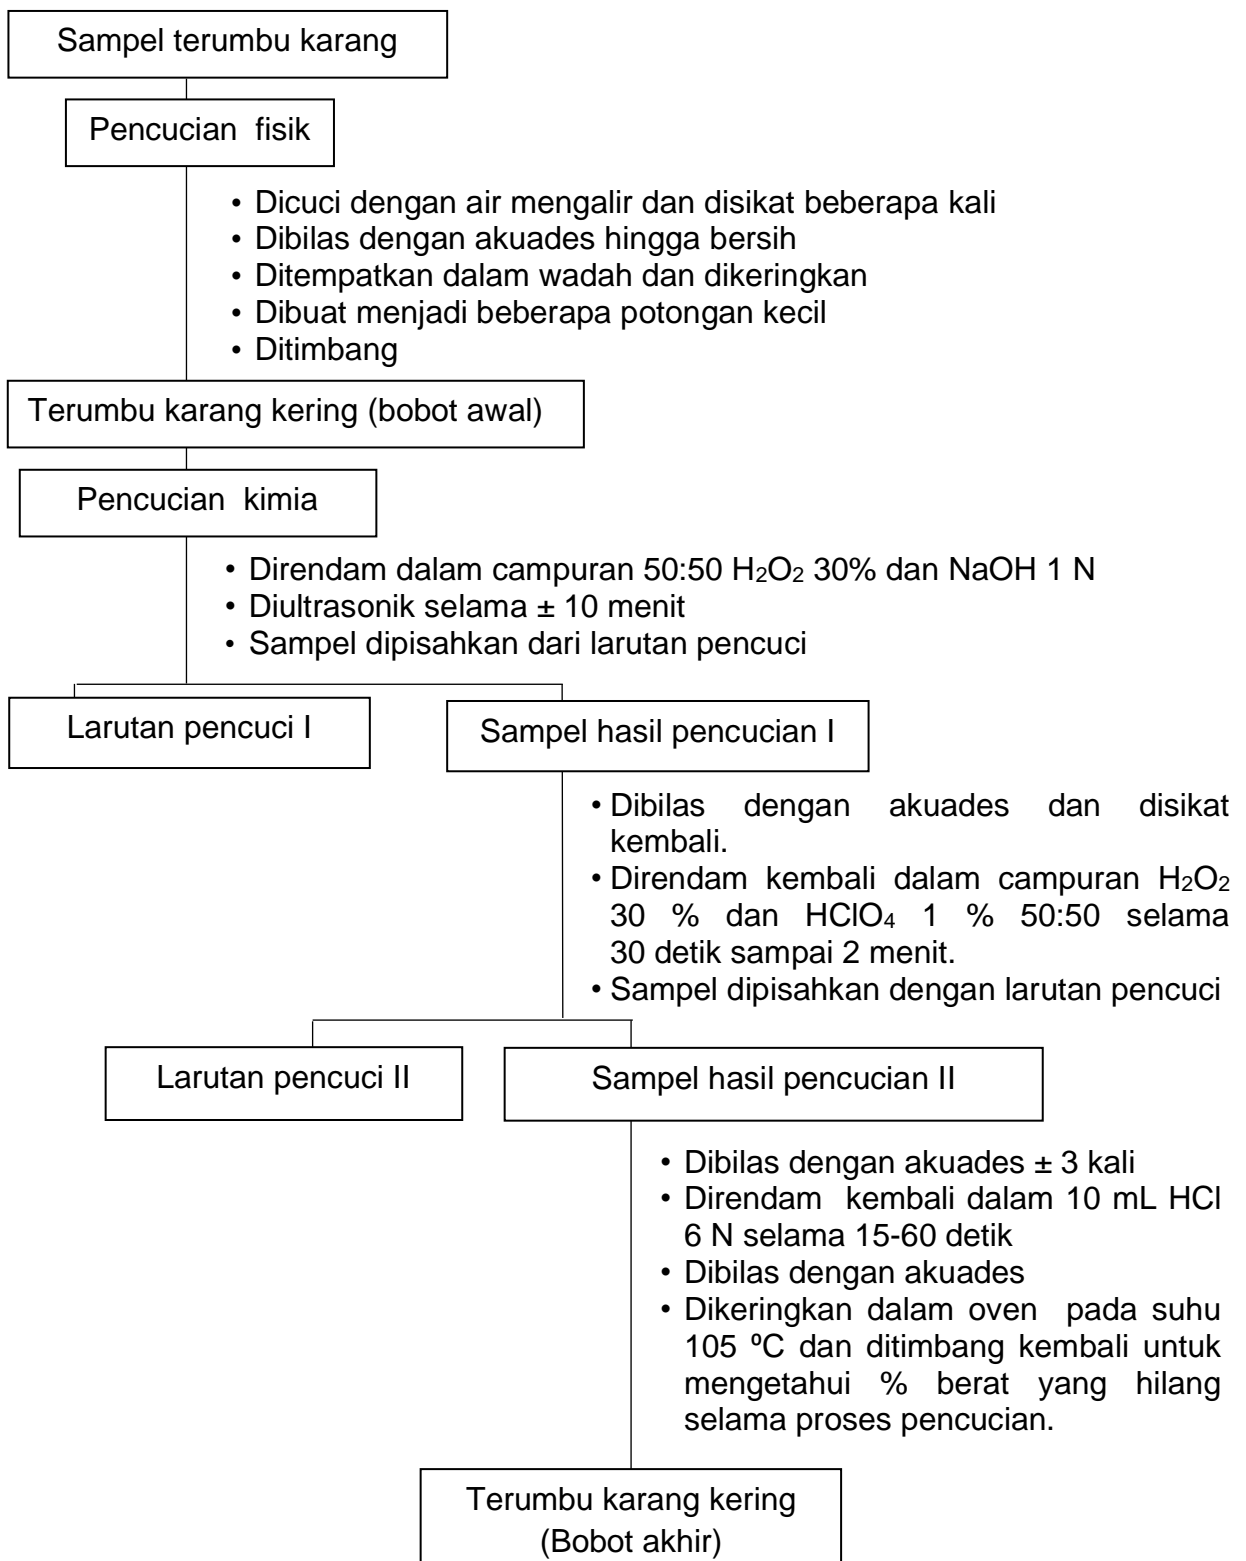 Sampel terumbu karang
Pencucian fisik
• Dicuci dengan air mengalir dan disikat beberapa kali
• Dibilas dengan akuades hingga bersih
• Ditempatkan dalam wadah dan dikeringkan
• Dibuat menjadi beberapa potongan kecil
• Ditimbang
Terumbu karang kering (bobot awal)
Pencucian kimia
• Direndam dalam campuran 50:50 H₂O₂ 30% dan NaOH 1 N
• Diultrasonik selama ± 10 menit
• Sampel dipisahkan dari larutan pencuci
Larutan pencuci I
Sampel hasil pencucian I
• Dibilas dengan akuades dan disikat
kembali.
• Direndam kembali dalam campuran H₂O₂
30 % dan HClO₄ 1 % 50:50 selama
30 detik sampai 2 menit.
• Sampel dipisahkan dengan larutan pencuci
Larutan pencuci II
Sampel hasil pencucian II
• Dibilas dengan akuades ± 3 kali
• Direndam kembali dalam 10 mL HCl
6 N selama 15-60 detik
• Dibilas dengan akuades
• Dikeringkan dalam oven pada suhu
105 ºC dan ditimbang kembali untuk
mengetahui % berat yang hilang
selama proses pencucian.
Terumbu karang kering
(Bobot akhir)